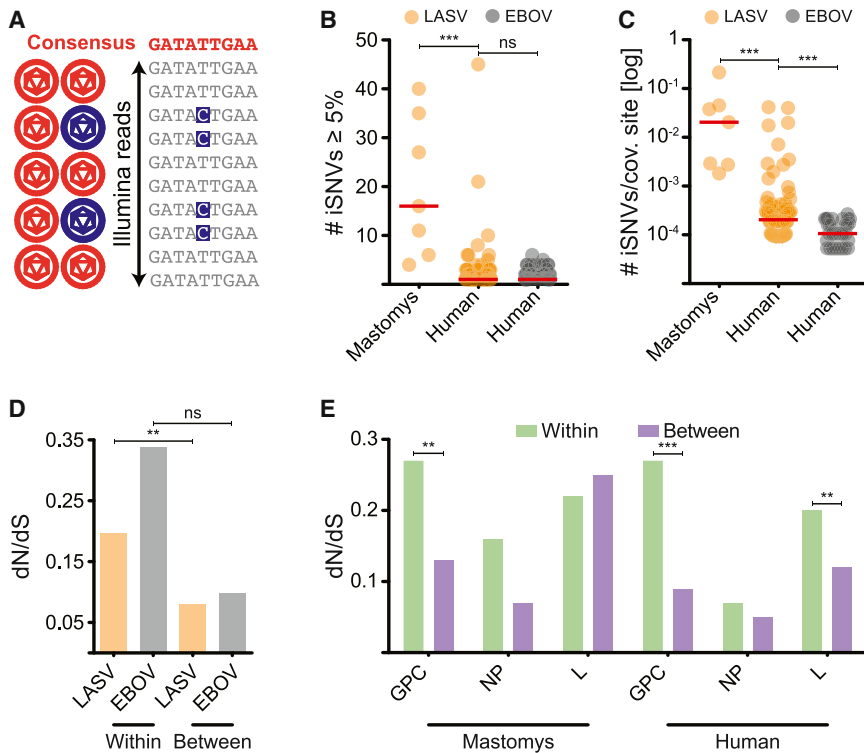 A
Consensus GATATTGAA
Illumina reads
GATATTGAA
GATATTGAA
GATACTGAA
GATACTGAA
GATATTGAA
GATATTGAA
GATACTGAA
GATACTGAA
GATATTGAA
GATATTGAA
B
LASV EBOV
*** ns
# iSNVs ≥ 5%
50
40
30
20
10
0
Mastomys Human Human
C
LASV EBOV
*** ***
# iSNVs/cov. site [log]
1
10-1
10-2
10-3
10-4
Mastomys Human Human
D
ns
**
dN/dS
0.35
0.25
0.15
0.05
LASV EBOV LASV EBOV
Within Between
E
Within Between
** *** **
dN/dS
0.3
0.2
0.1
GPC NP L GPC NP L
Mastomys Human